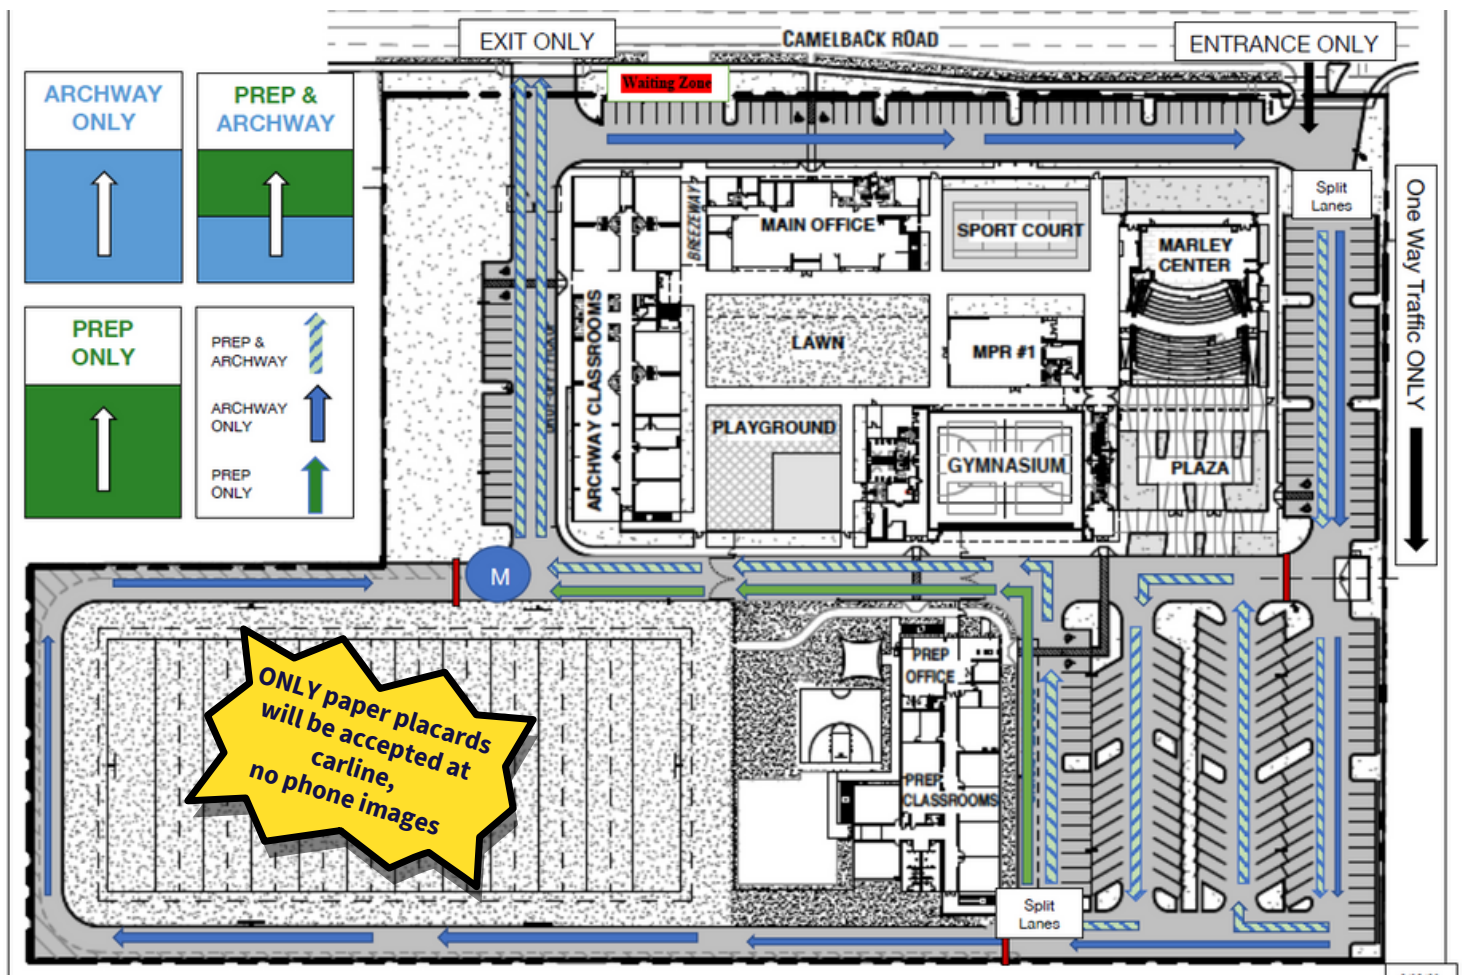 EXIT ONLY
CAMELBACK ROAD
ENTRANCE ONLY
Waiting Zone
ARCHWAY
ONLY
PREP &
ARCHWAY
PREP
ONLY
PREP &
ARCHWAY
ARCHWAY
ONLY
PREP
ONLY
Split
Lanes
One Way Traffic ONLY
BREEZEWAY
MAIN OFFICE
SPORT COURT
MARLEY
CENTER
ARCHWAY CLASSROOMS
LAWN
MPR #1
PLAYGROUND
GYMNASIUM
PLAZA
M
PREP
OFFICE
PREP
CLASSROOMS
ONLY paper placards
will be accepted at
carline,
no phone images
Split
Lanes